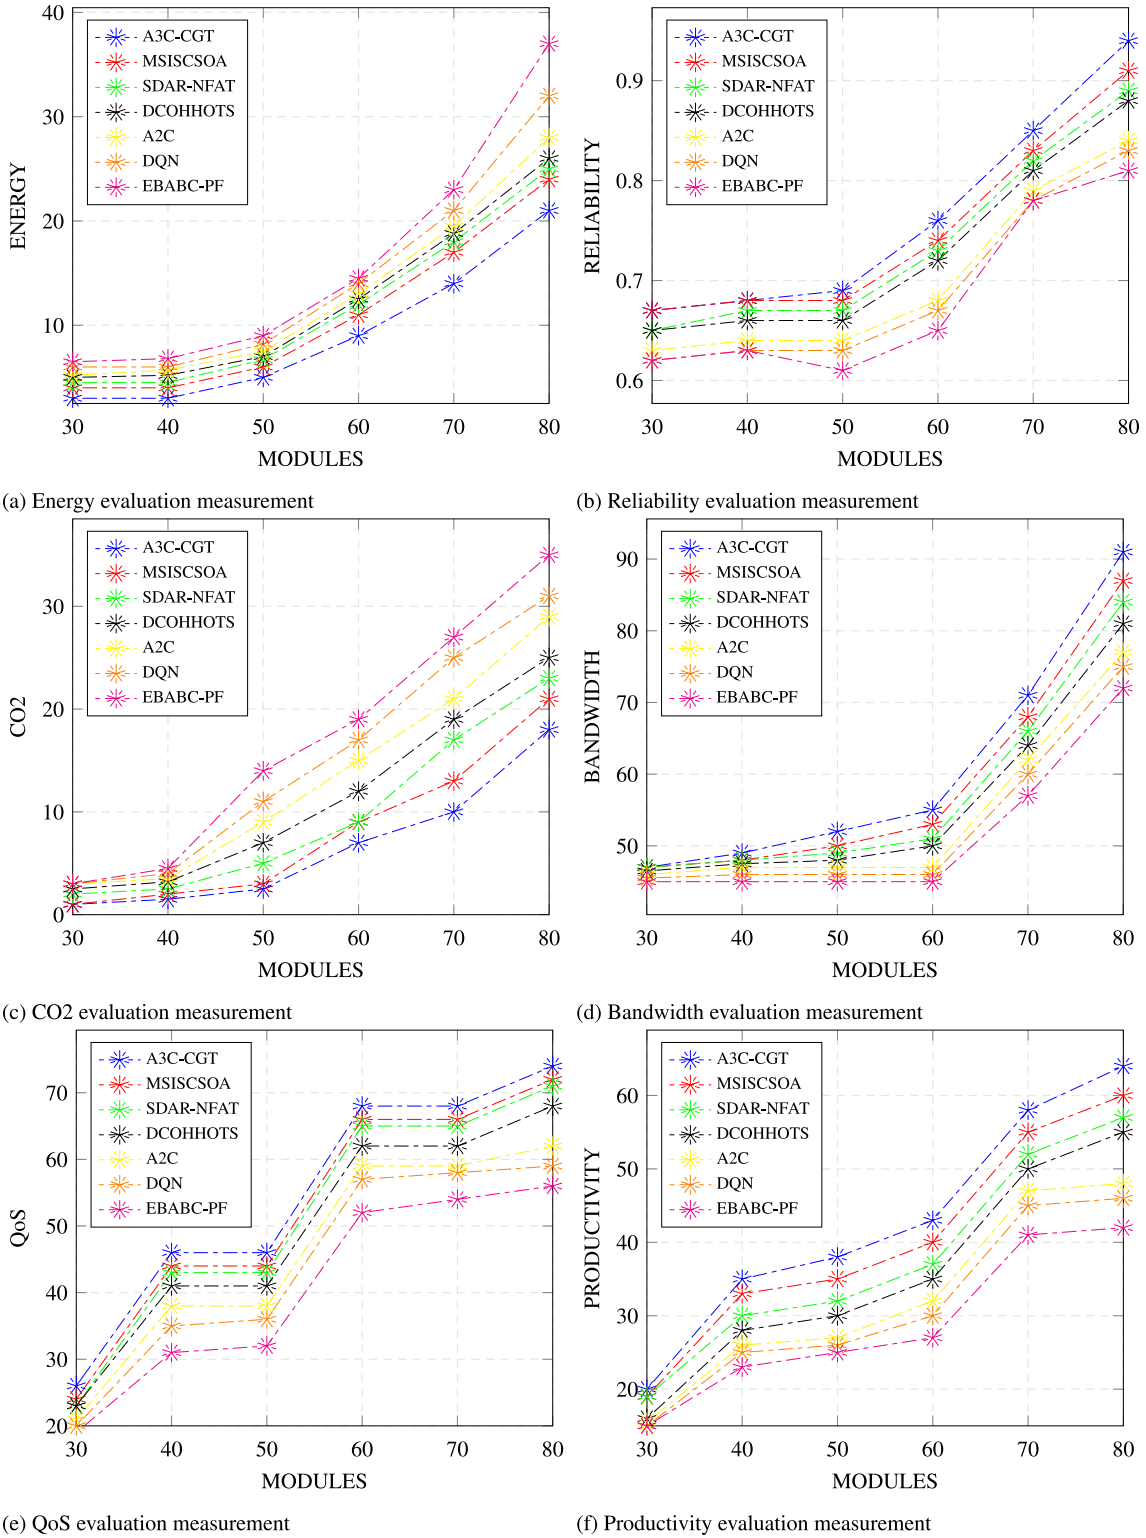 40
30
20
10
ENERGY
A3C-CGT
MSISCSOA
SDAR-NFAT
DCOHHOTS
A2C
DQN
EBABC-PF
30 40 50 60 70 80
MODULES
(a) Energy evaluation measurement
0.9
0.8
0.7
0.6
RELIABILITY
A3C-CGT
MSISCSOA
SDAR-NFAT
DCOHHOTS
A2C
DQN
EBABC-PF
30 40 50 60 70 80
MODULES
(b) Reliability evaluation measurement
30
20
10
0
CO2
A3C-CGT
MSISCSOA
SDAR-NFAT
DCOHHOTS
A2C
DQN
EBABC-PF
30 40 50 60 70 80
MODULES
(c) CO2 evaluation measurement
90
80
70
60
50
BANDWIDTH
A3C-CGT
MSISCSOA
SDAR-NFAT
DCOHHOTS
A2C
DQN
EBABC-PF
30 40 50 60 70 80
MODULES
(d) Bandwidth evaluation measurement
70
60
50
40
30
20
QoS
A3C-CGT
MSISCSOA
SDAR-NFAT
DCOHHOTS
A2C
DQN
EBABC-PF
30 40 50 60 70 80
MODULES
(e) QoS evaluation measurement
60
50
40
30
20
PRODUCTIVITY
A3C-CGT
MSISCSOA
SDAR-NFAT
DCOHHOTS
A2C
DQN
EBABC-PF
30 40 50 60 70 80
MODULES
(f) Productivity evaluation measurement